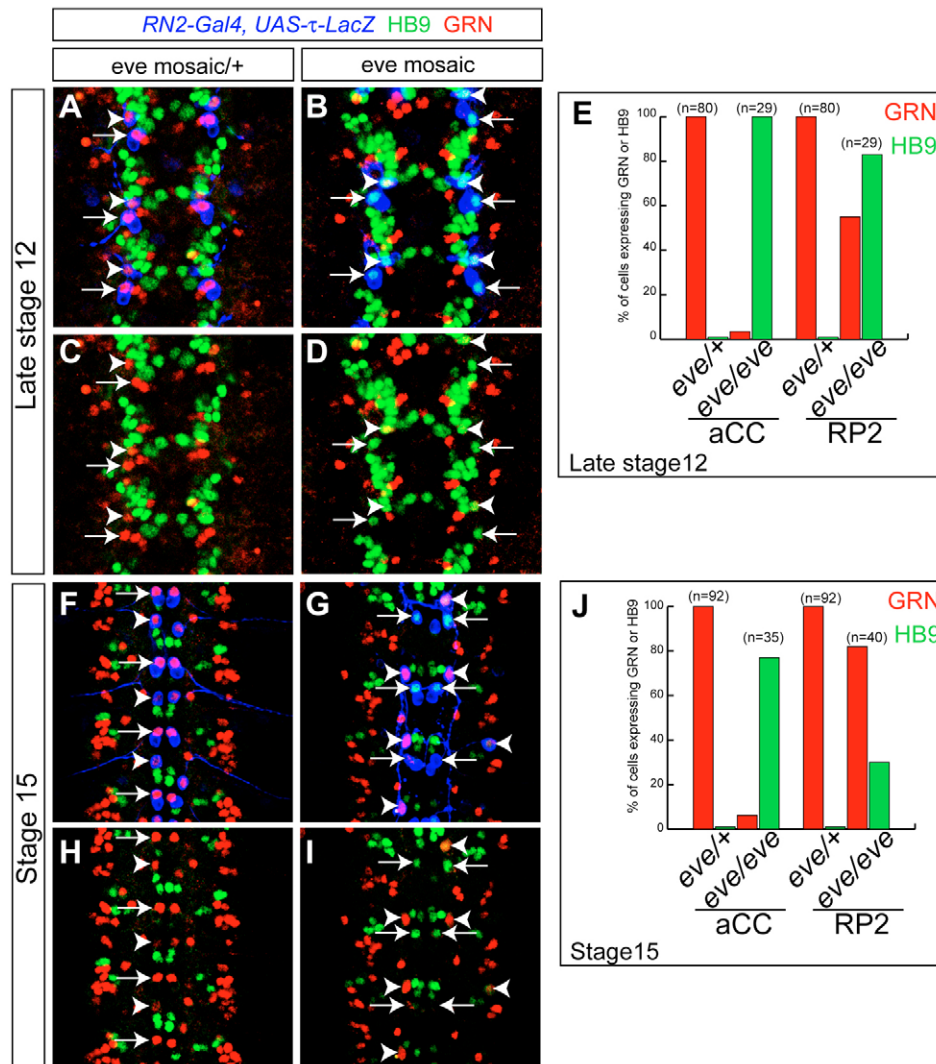 RN2-Gal4, UAS-τ-LacZ HB9 GRN
eve mosaic/+
eve mosaic
Late stage 12
A
B
C
D
E
GRN
HB9
% of cells expressing GRN or HB9
100
80
60
40
20
0
(n=80)
(n=29)
(n=80)
(n=29)
eve/+
eve/eve
eve/+
eve/eve
aCC
RP2
Late stage12
Stage 15
F
G
H
I
J
GRN
HB9
% of cells expressing GRN or HB9
100
80
60
40
20
0
(n=92)
(n=35)
(n=92)
(n=40)
eve/+
eve/eve
eve/+
eve/eve
aCC
RP2
Stage15